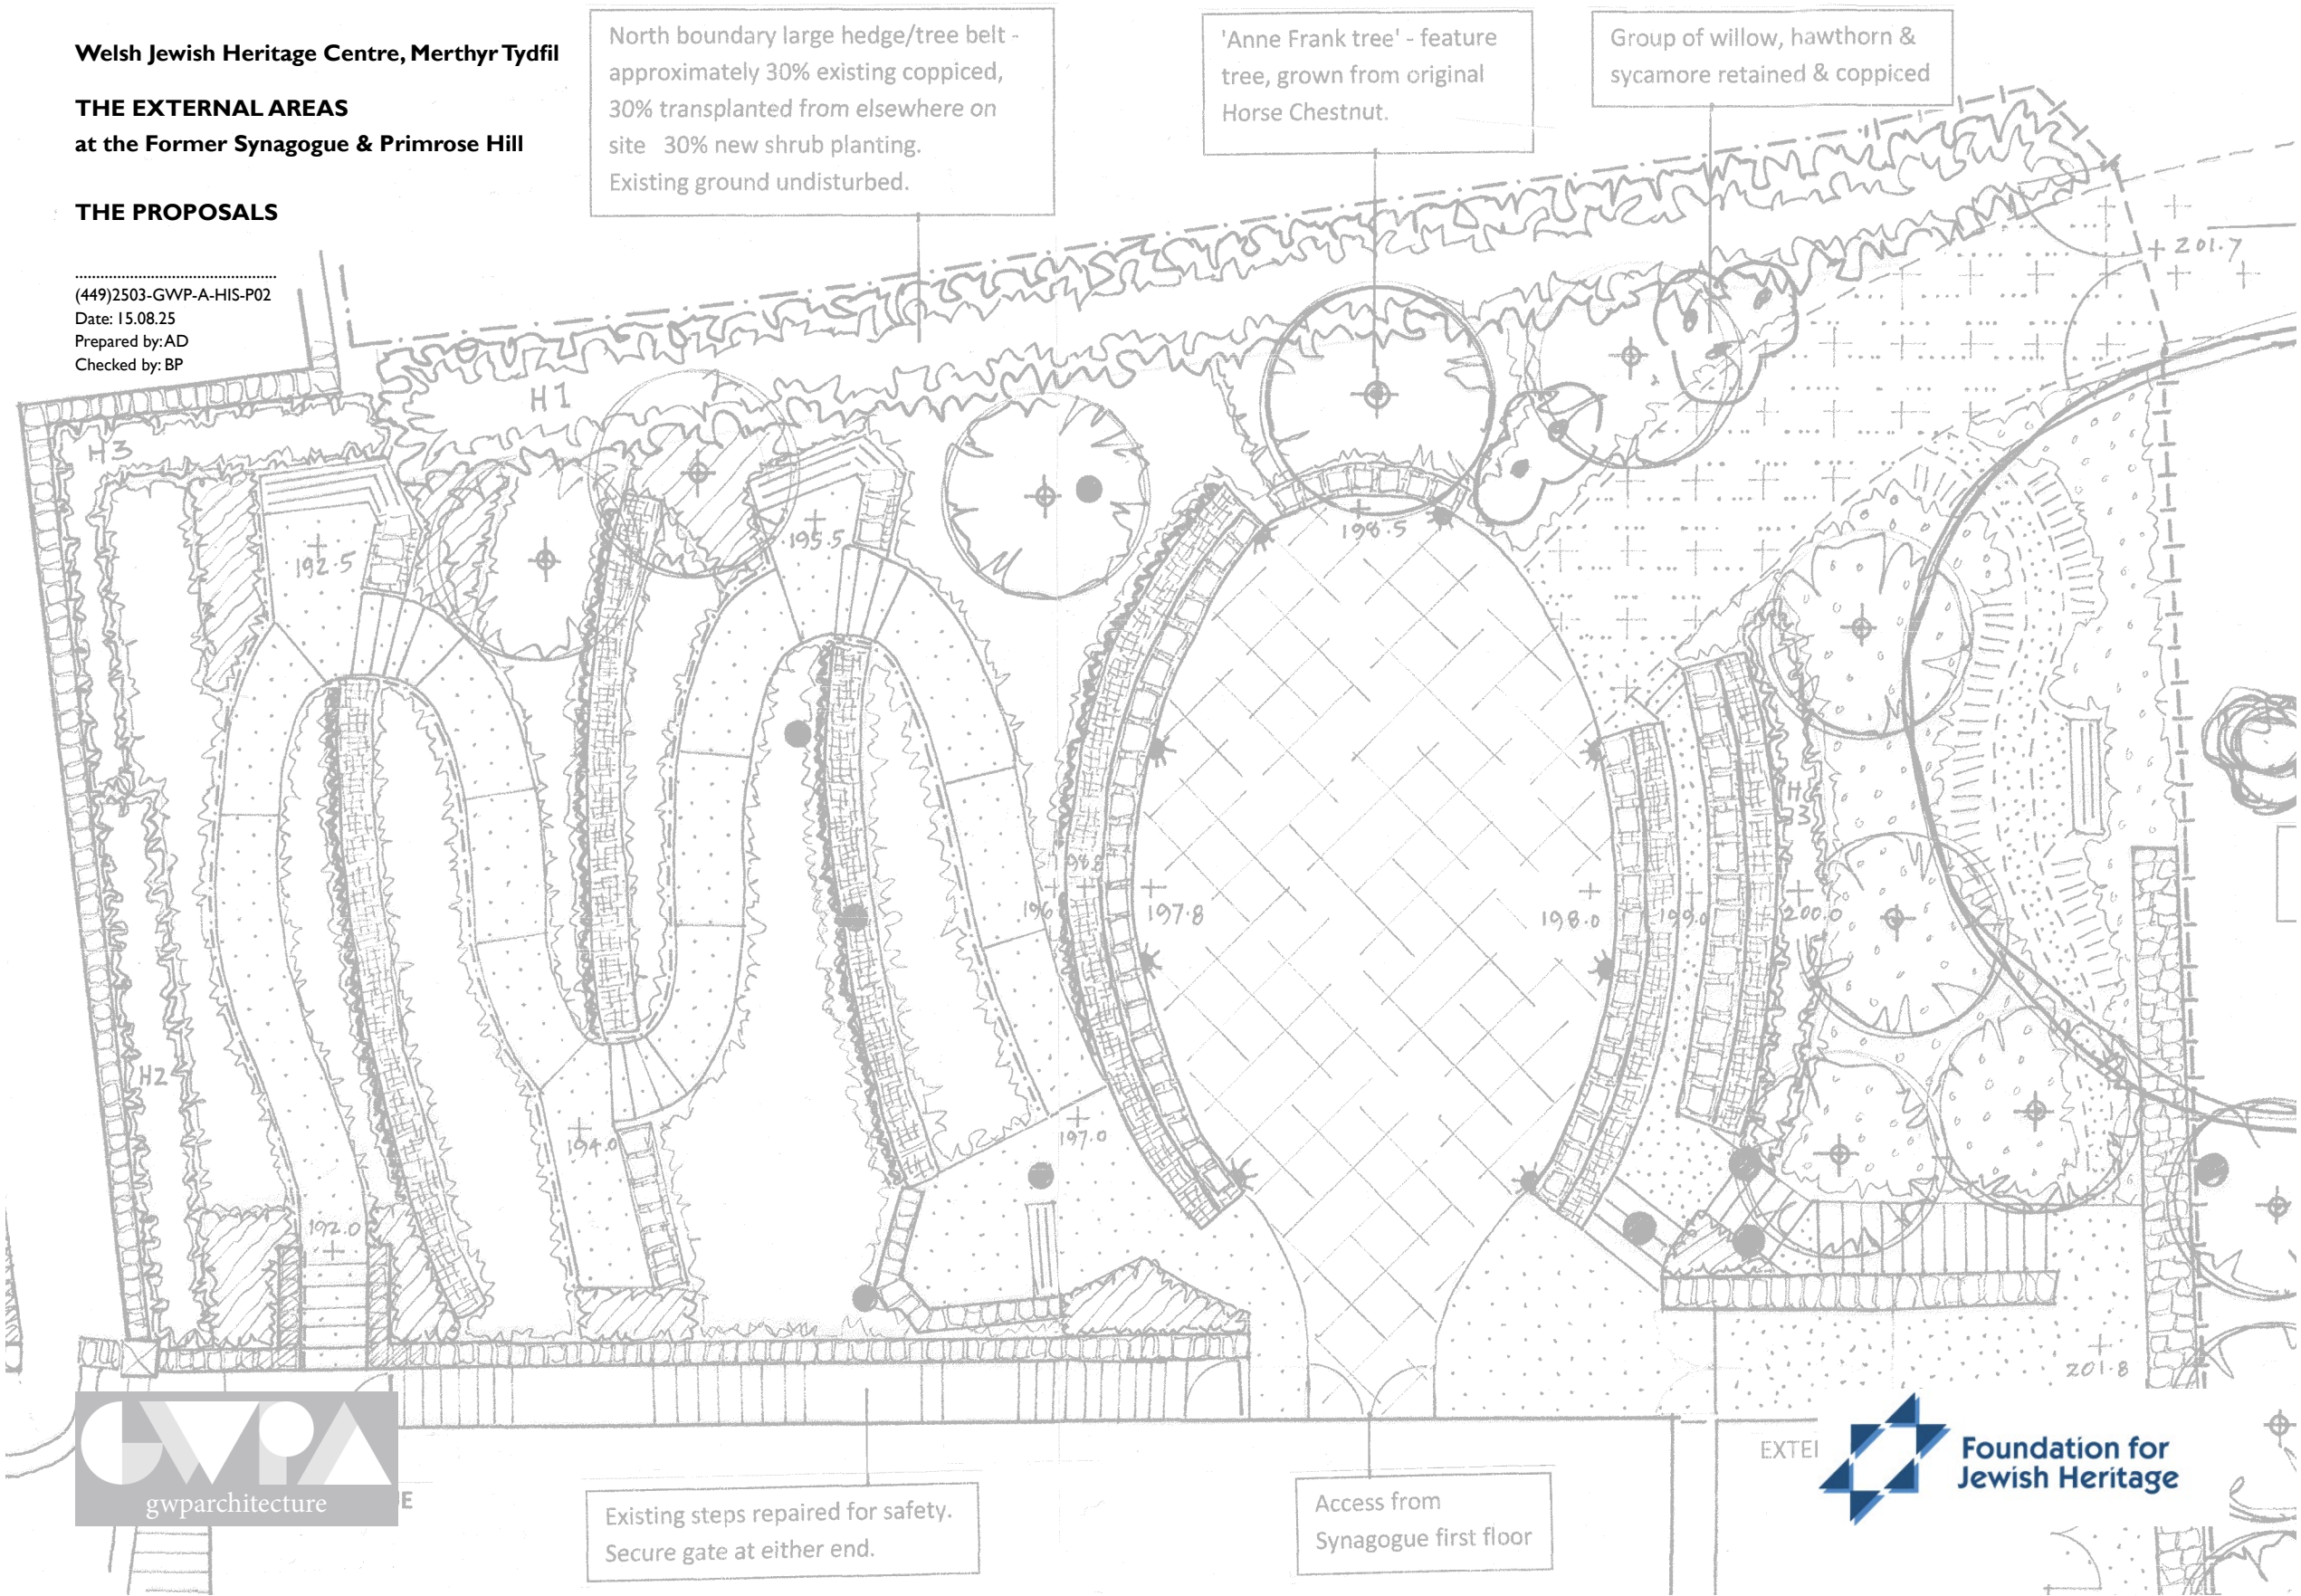 Welsh Jewish Heritage Centre, Merthyr Tydfil
THE EXTERNAL AREAS
at the Former Synagogue & Primrose Hill
THE PROPOSALS
(449)2503-GWP-A-HIS-P02
Date: 15.08.25
Prepared by: AD
Checked by: BP
North boundary large hedge/tree belt -
approximately 30% existing coppiced,
30% transplanted from elsewhere on
site 30% new shrub planting.
Existing ground undisturbed.
'Anne Frank tree' - feature
tree, grown from original
Horse Chestnut.
Group of willow, hawthorn &
sycamore retained & coppiced
201.7
H1
H3
192.5
195.5
198.5
H3
196
197.8
198.0
199.0
200.0
H2
194.0
197.0
192.0
201.8
GWPA
gwparchitecture
E
Existing steps repaired for safety.
Secure gate at either end.
Access from
Synagogue first floor
EXTE
Foundation for
Jewish Heritage